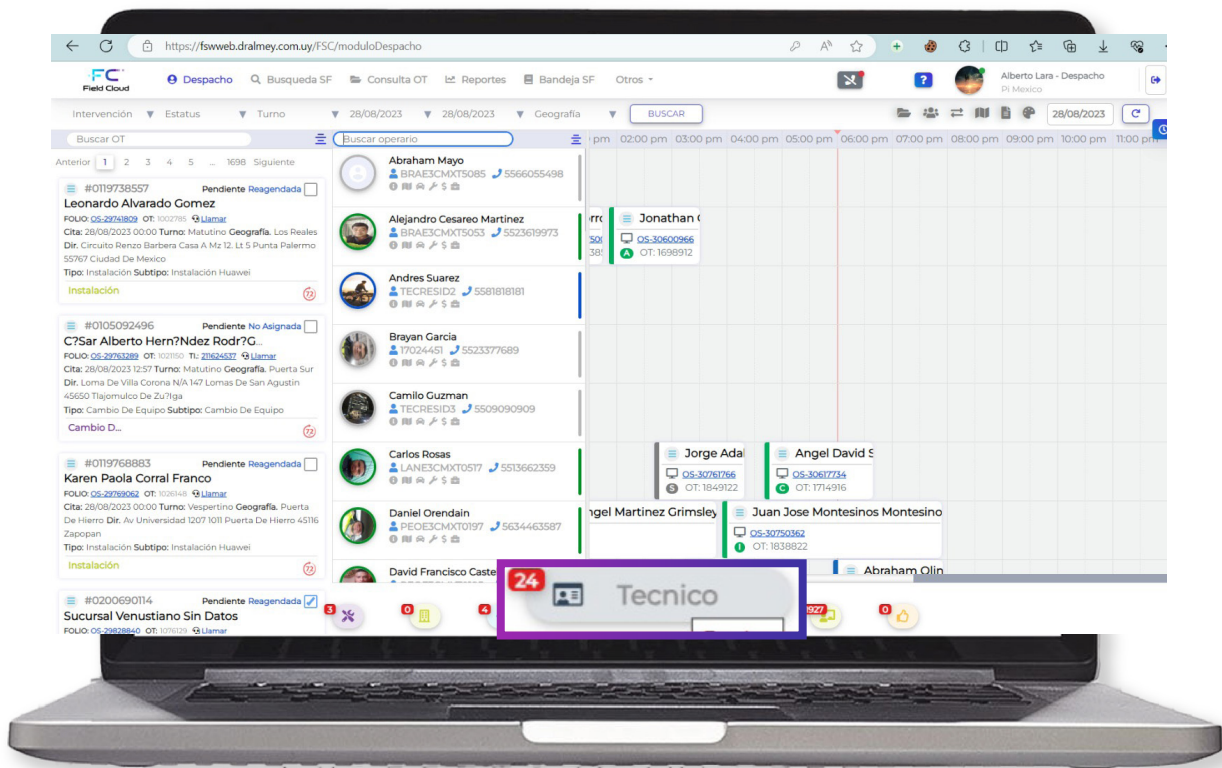 https://fswweb.dralmey.com.uy/FSC/moduloDespacho
FC
Field Cloud
Despacho
Busqueda SF
Consulta OT
Reportes
Bandeja SF
Otros
?
Alberto Lara - Despacho
Pi Mexico
Intervención
Estatus
Turno
28/08/2023
28/08/2023
Geografía
BUSCAR
28/08/2023
Buscar OT
Buscar operario
pm 02:00 pm 03:00 pm 04:00 pm 05:00 pm 06:00 pm 07:00 pm 08:00 pm 09:00 pm 10:00 pm 11:00 pm
Anterior 1 2 3 4 5 ... 1698 Siguiente
#0119738557 Pendiente Reagendada
Leonardo Alvarado Gomez
FOLIO: OS-29741809 OT: 1002785 Llamar
Cita: 28/08/2023 00:00 Turno: Matutino Geografía. Los Reales
Dir. Circuito Renzo Barbera Casa A Mz 12. Lt 5 Punta Palermo
55767 Ciudad De Mexico
Tipo: Instalación Subtipo: Instalación Huawei
Instalación
72
#0105092496 Pendiente No Asignada
C?Sar Alberto Hern?Ndez Rodr?G...
FOLIO: OS-29763289 OT: 1021150 TL: 211624537 Llamar
Cita: 28/08/2023 12:57 Turno: Matutino Geografía. Puerta Sur
Dir. Loma De Villa Corona N/A 147 Lomas De San Agustin
45650 Tlajomulco De Zu?Iga
Tipo: Cambio De Equipo Subtipo: Cambio De Equipo
Cambio D...
72
#0119768883 Pendiente Reagendada
Karen Paola Corral Franco
FOLIO: OS-29769062 OT: 1026148 Llamar
Cita: 28/08/2023 00:00 Turno: Vespertino Geografía. Puerta
De Hierro Dir. Av Universidad 1207 1011 Puerta De Hierro 45116
Zapopan
Tipo: Instalación Subtipo: Instalación Huawei
Instalación
72
#0200690114 Pendiente Reagendada
Sucursal Venustiano Sin Datos
FOLIO: OS-29828840 OT: 1076129 Llamar
Abraham Mayo
BRAE3CMXT5085 5566055498
Alejandro Cesareo Martinez
BRAE3CMXT5053 5523619973
Andres Suarez
TECRESID2 5581818181
Brayan Garcia
17024451 5523377689
Camilo Guzman
TECRESID3 5509090909
Carlos Rosas
LANE3CMXT0517 5513662359
Daniel Orendain
PEOE3CMXT0197 5634463587
David Francisco Caste
Jonathan
OS-30600966
A OT: 1698912
Jorge Adal
OS-30761766
S OT: 1849122
Angel David S
OS-30617734
C OT: 1714916
ngel Martinez Grimsley
Juan Jose Montesinos Montesino
OS-30750362
I OT: 1838822
Abraham Olin
3
0
4
24
Tecnico
927
0